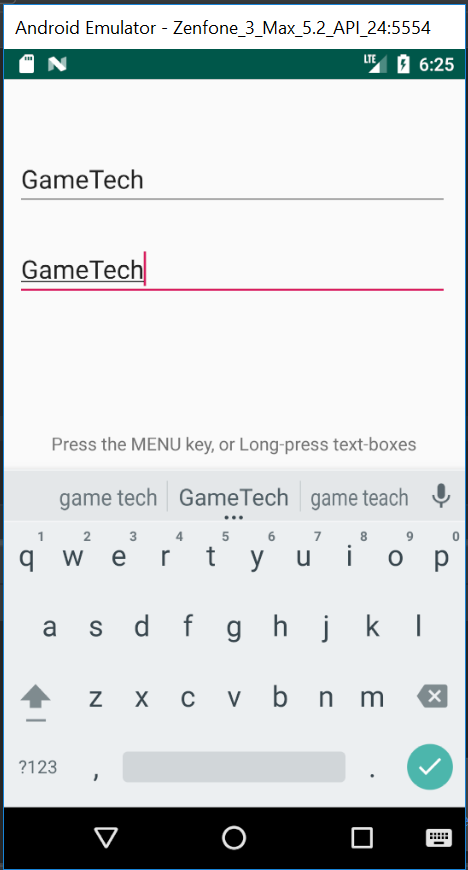 Android Emulator - Zenfone_3_Max_5.2_API_24:5554
LTE 6:25
GameTech
GameTech
Press the MENU key, or Long-press text-boxes
game tech GameTech game teach
1 2 3 4 5 6 7 8 9 0
q w e r t y u i o p
a s d f g h j k l
z x c v b n m
?123 , .